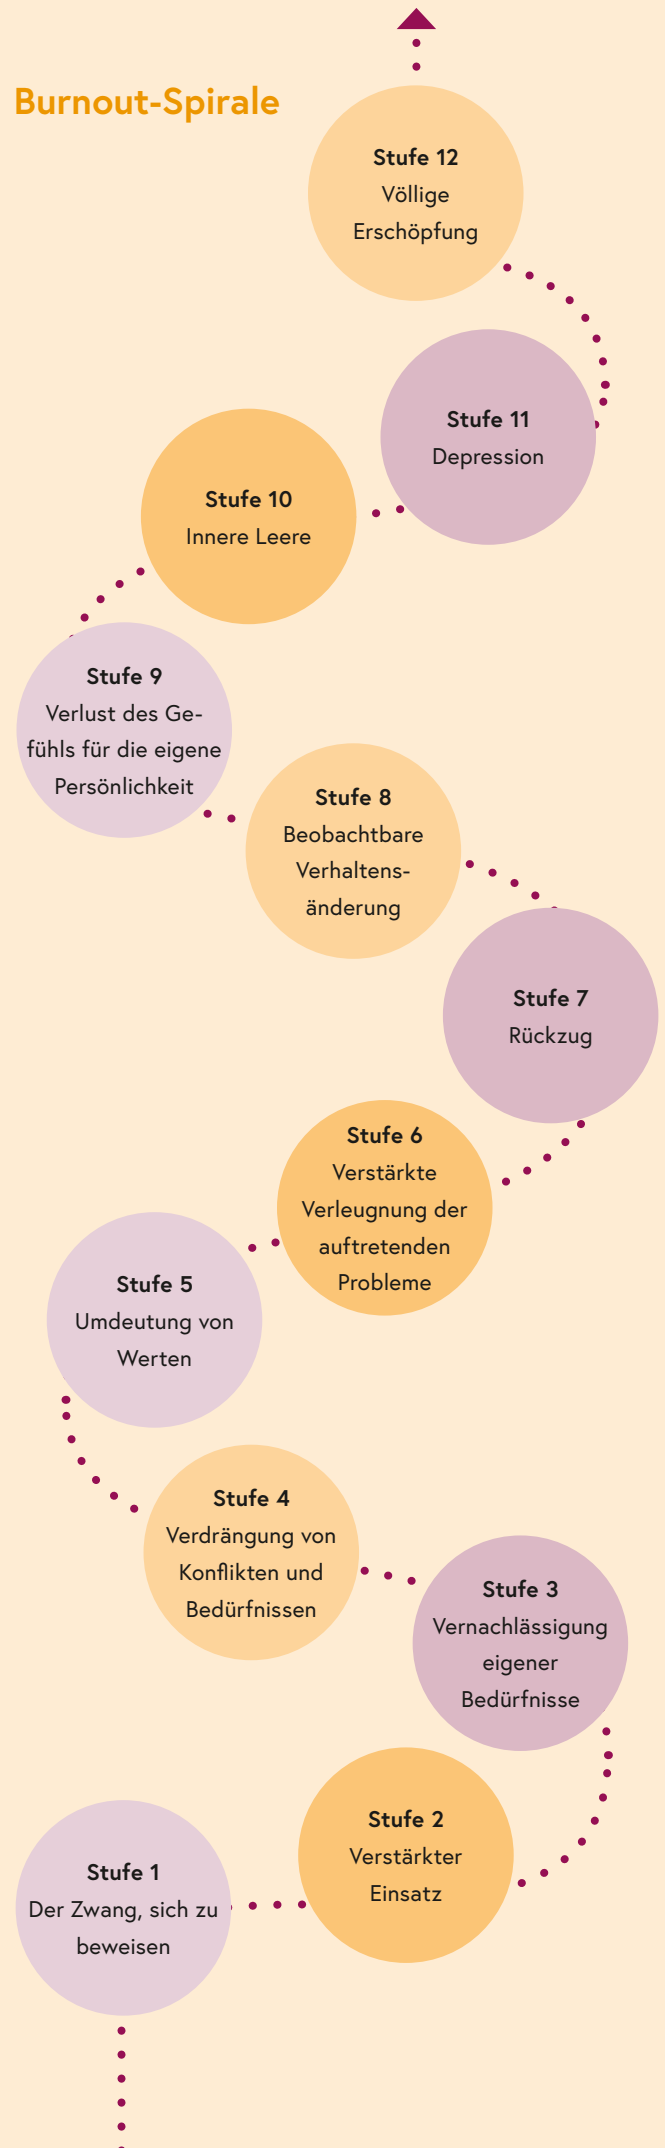 Burnout-Spirale
Stufe 12
Völlige
Erschöpfung
Stufe 11
Depression
Stufe 10
Innere Leere
Stufe 9
Verlust des Ge-
fühls für die eigene
Persönlichkeit
Stufe 8
Beobachtbare
Verhaltens-
änderung
Stufe 7
Rückzug
Stufe 6
Verstärkte
Verleugnung der
auftretenden
Probleme
Stufe 5
Umdeutung von
Werten
Stufe 4
Verdrängung von
Konflikten und
Bedürfnissen
Stufe 3
Vernachlässigung
eigener
Bedürfnisse
Stufe 2
Verstärkter
Einsatz
Stufe 1
Der Zwang, sich zu
beweisen